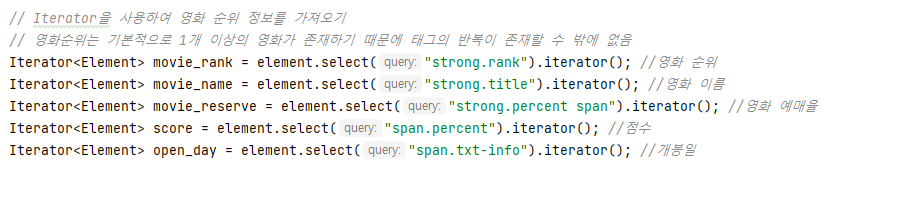 // Iterator을 사용하여 영화 순위 정보를 가져오기
// 영화순위는 기본적으로 1개 이상의 영화가 존재하기 때문에 태그의 반복이 존재할 수 밖에 없음
Iterator<Element> movie_rank = element.select( query: "strong.rank").iterator(); //영화 순위
Iterator<Element> movie_name = element.select( query: "strong.title").iterator(); //영화 이름
Iterator<Element> movie_reserve = element.select( query: "strong.percent span").iterator(); //영화 예매율
Iterator<Element> score = element.select( query: "span.percent").iterator(); //점수
Iterator<Element> open_day = element.select( query: "span.txt-info").iterator(); //개봉일